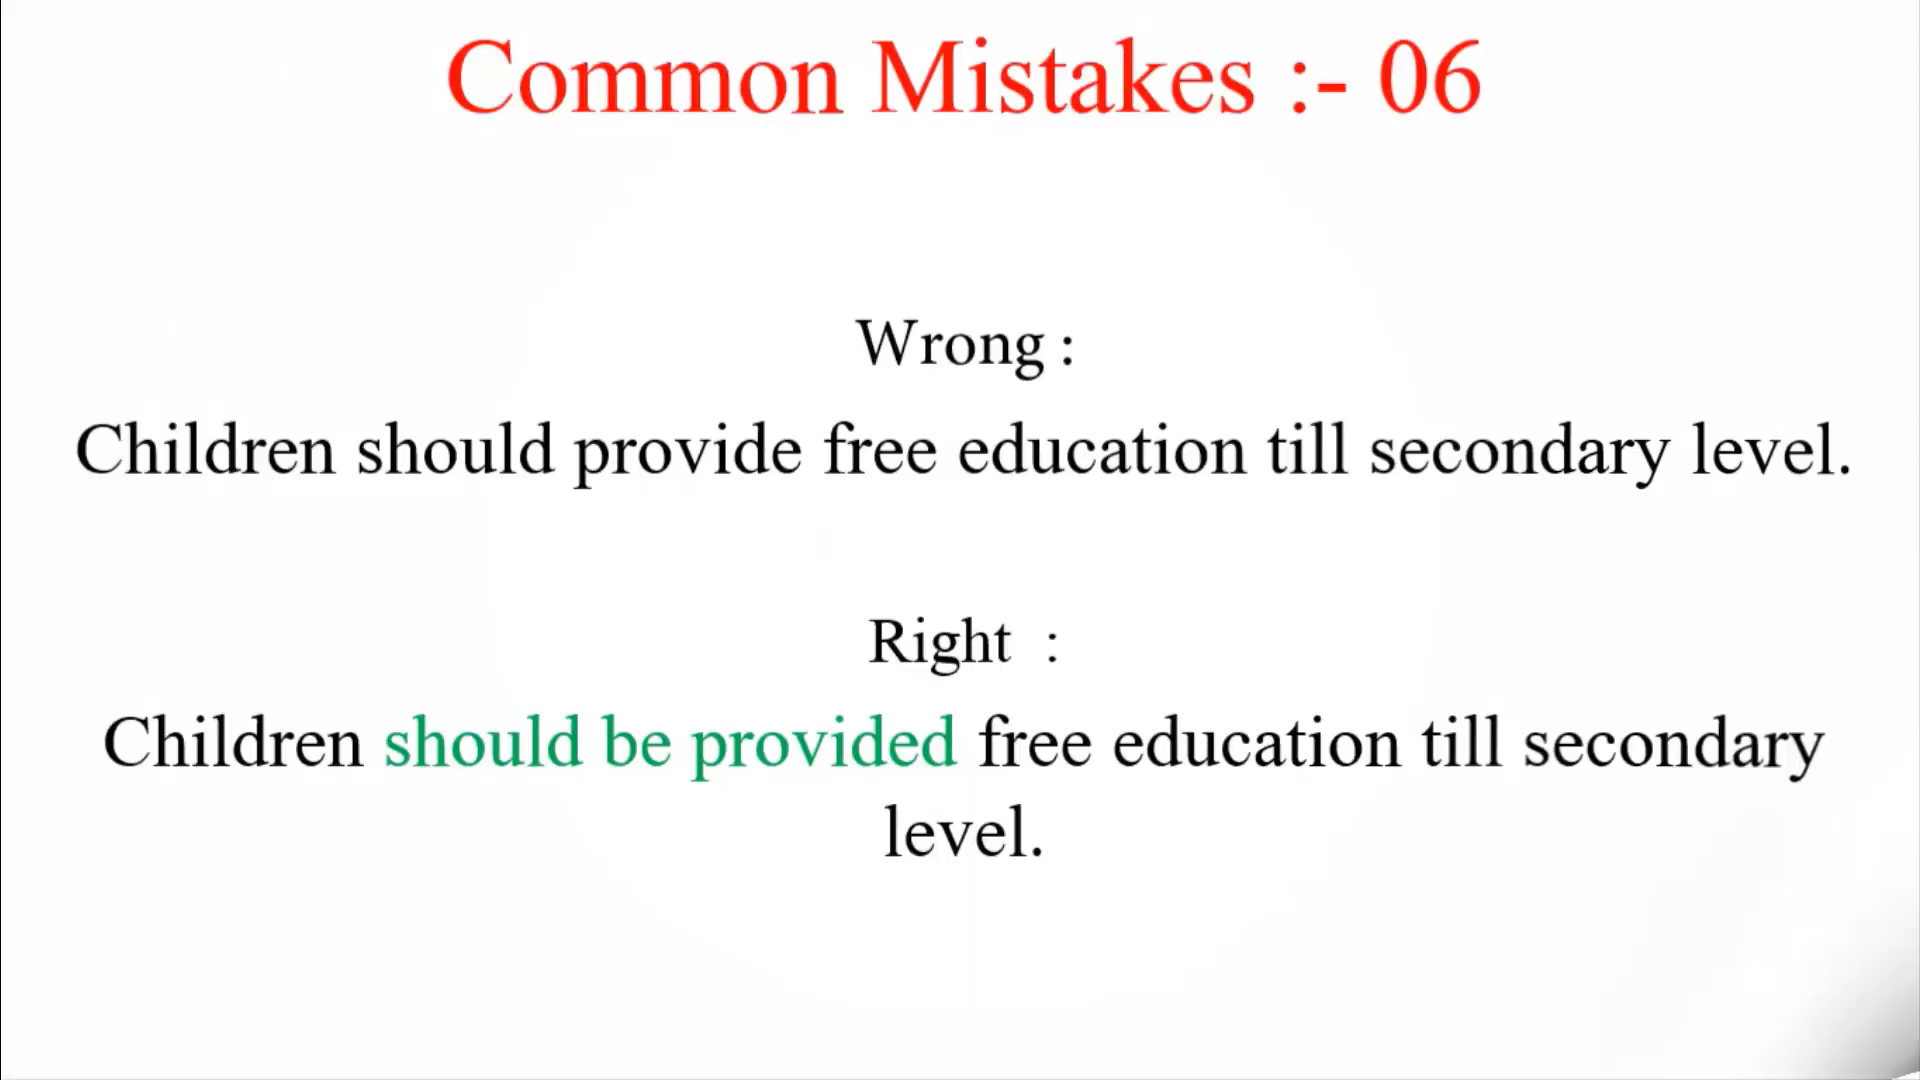 Common Mistakes :- 06
Wrong :
Children should provide free education till secondary level.
Right :
Children should be provided free education till secondary
level.